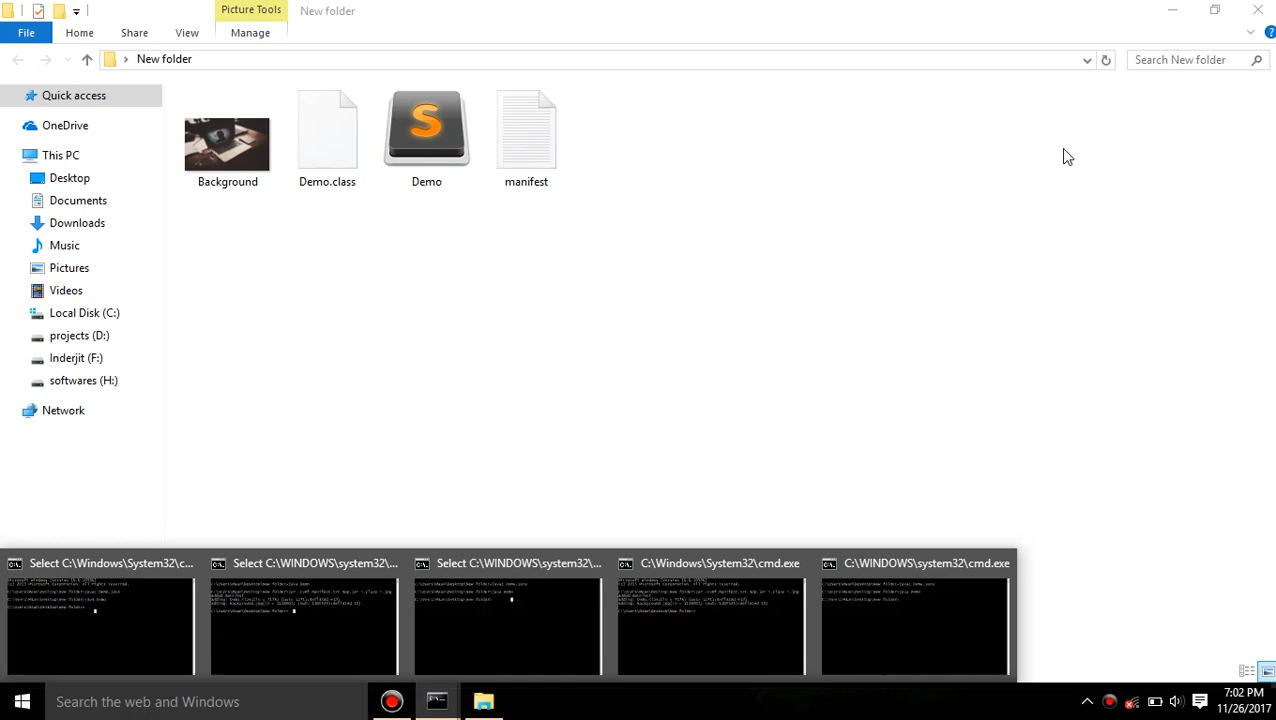 Picture Tools
New folder
File
Home
Share
View
Manage
New folder
Search New folder
Quick access
OneDrive
This PC
Desktop
Documents
Downloads
Music
Pictures
Videos
Local Disk (C:)
projects (D:)
Inderjit (F:)
softwares (H:)
Network
Background
Demo.class
Demo
manifest
Select C:\Windows\System32\c...
Select C:\WINDOWS\system32\...
Select C:\WINDOWS\system32\...
C:\Windows\System32\cmd.exe
C:\WINDOWS\system32\cmd.exe
Search the web and Windows
7:02 PM
11/26/2017